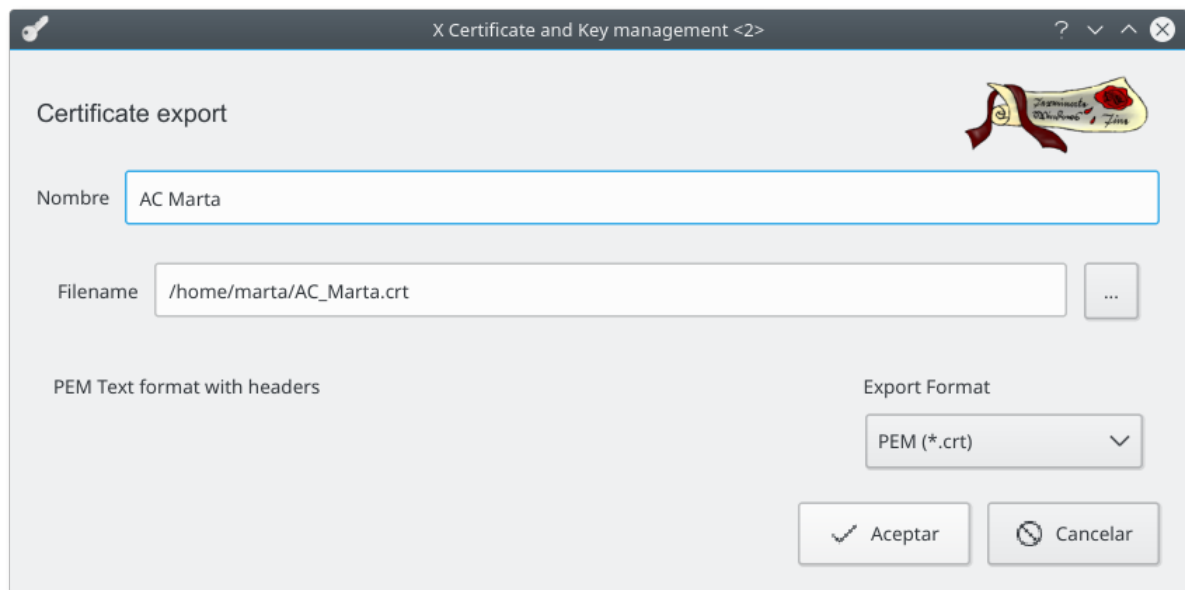 X Certificate and Key management <2>
Certificate export
Nombre AC Marta
Filename /home/marta/AC_Marta.crt ...
PEM Text format with headers
Export Format
PEM (*.crt)
Aceptar Cancelar